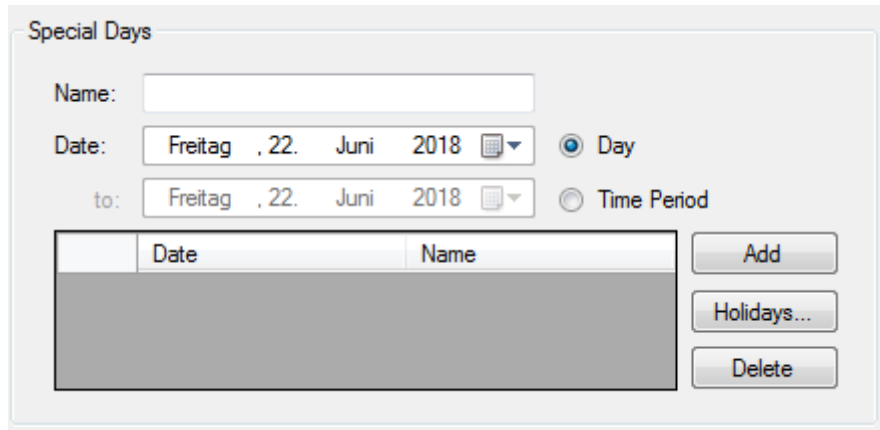 Special Days
Name:
Date: Freitag , 22. Juni 2018 Day
to: Freitag , 22. Juni 2018 Time Period
Date Name Add
Holidays...
Delete